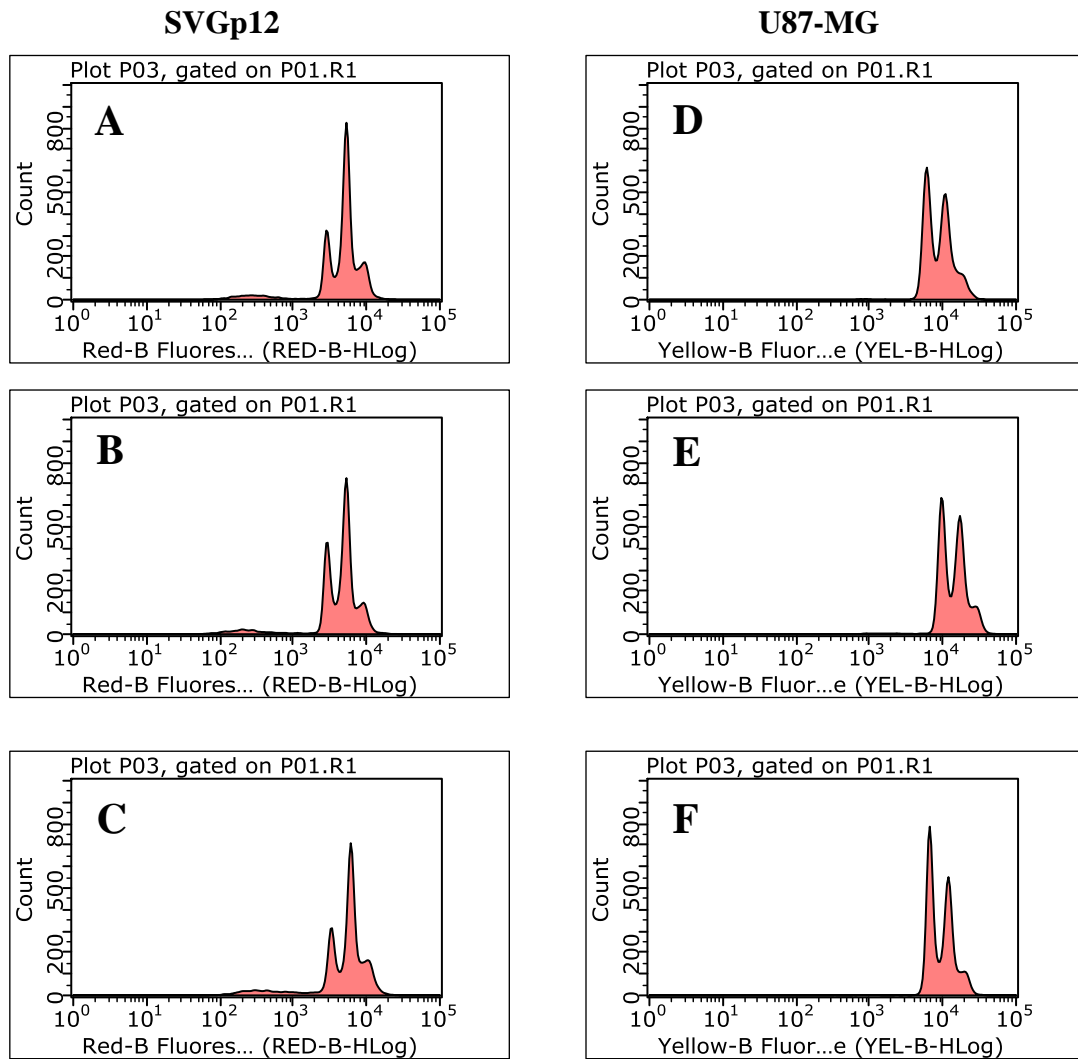 SVGp12
U87-MG
Plot P03, gated on P01.R1
A
Count
800
500
200
0
10^0 10^1 10^2 10^3 10^4 10^5
Red-B Fluores... (RED-B-HLog)
Plot P03, gated on P01.R1
D
Count
800
500
200
0
10^0 10^1 10^2 10^3 10^4 10^5
Yellow-B Fluor...e (YEL-B-HLog)
Plot P03, gated on P01.R1
B
Count
800
500
200
0
10^0 10^1 10^2 10^3 10^4 10^5
Red-B Fluores... (RED-B-HLog)
Plot P03, gated on P01.R1
E
Count
800
500
200
0
10^0 10^1 10^2 10^3 10^4 10^5
Yellow-B Fluor...e (YEL-B-HLog)
Plot P03, gated on P01.R1
C
Count
800
500
200
0
10^0 10^1 10^2 10^3 10^4 10^5
Red-B Fluores... (RED-B-HLog)
Plot P03, gated on P01.R1
F
Count
800
500
200
0
10^0 10^1 10^2 10^3 10^4 10^5
Yellow-B Fluor...e (YEL-B-HLog)